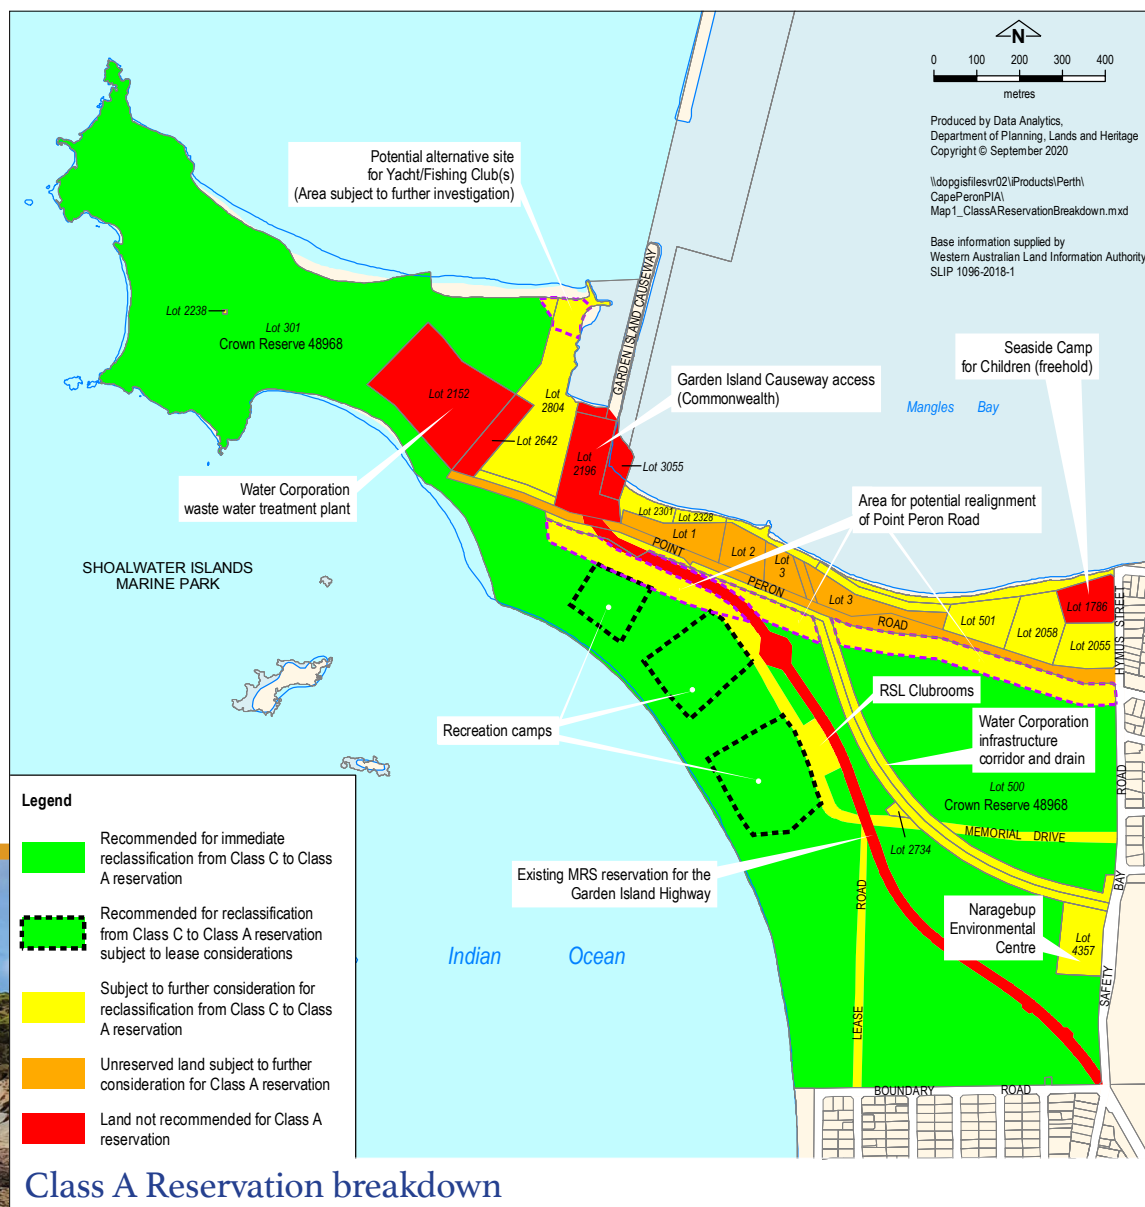 N
0 100 200 300 400
metres
Produced by Data Analytics,
Department of Planning, Lands and Heritage
Copyright © September 2020
\\dopgisfilesvr02\iProducts\Perth\
CapePeronPIA\
Map1_ClassAReservationBreakdown.mxd
Base information supplied by
Western Australian Land Information Authority
SLIP 1096-2018-1
Potential alternative site
for Yacht/Fishing Club(s)
(Area subject to further investigation)
GARDEN ISLAND CAUSEWAY
Lot 2238
Lot 301
Crown Reserve 48968
Seaside Camp
for Children (freehold)
Garden Island Causeway access
(Commonwealth)
Mangles Bay
Lot 2152
Lot
2804
Lot 2642
Lot
2196
Lot 3055
Water Corporation
waste water treatment plant
Area for potential realignment
of Point Peron Road
Lot 2301
Lot 2328
Lot 1
Lot 2
Lot
3
Lot 3
POINT
PERON
ROAD
Lot 501
Lot 2058
Lot 1786
Lot 2055
HYMUS STREET
SHOALWATER ISLANDS
MARINE PARK
RSL Clubrooms
Recreation camps
Water Corporation
infrastructure
corridor and drain
Lot 500
Crown Reserve 48968
MEMORIAL DRIVE
Lot 2734
Existing MRS reservation for the
Garden Island Highway
Naragebup
Environmental
Centre
Lot
4357
ROAD
BAY
SAFETY
ROAD
LEASE
Indian Ocean
BOUNDARY ROAD
Legend
Recommended for immediate
reclassification from Class C to Class
A reservation
Recommended for reclassification
from Class C to Class A reservation
subject to lease considerations
Subject to further consideration for
reclassification from Class C to Class
A reservation
Unreserved land subject to further
consideration for Class A reservation
Land not recommended for Class A
reservation
Class A Reservation breakdown